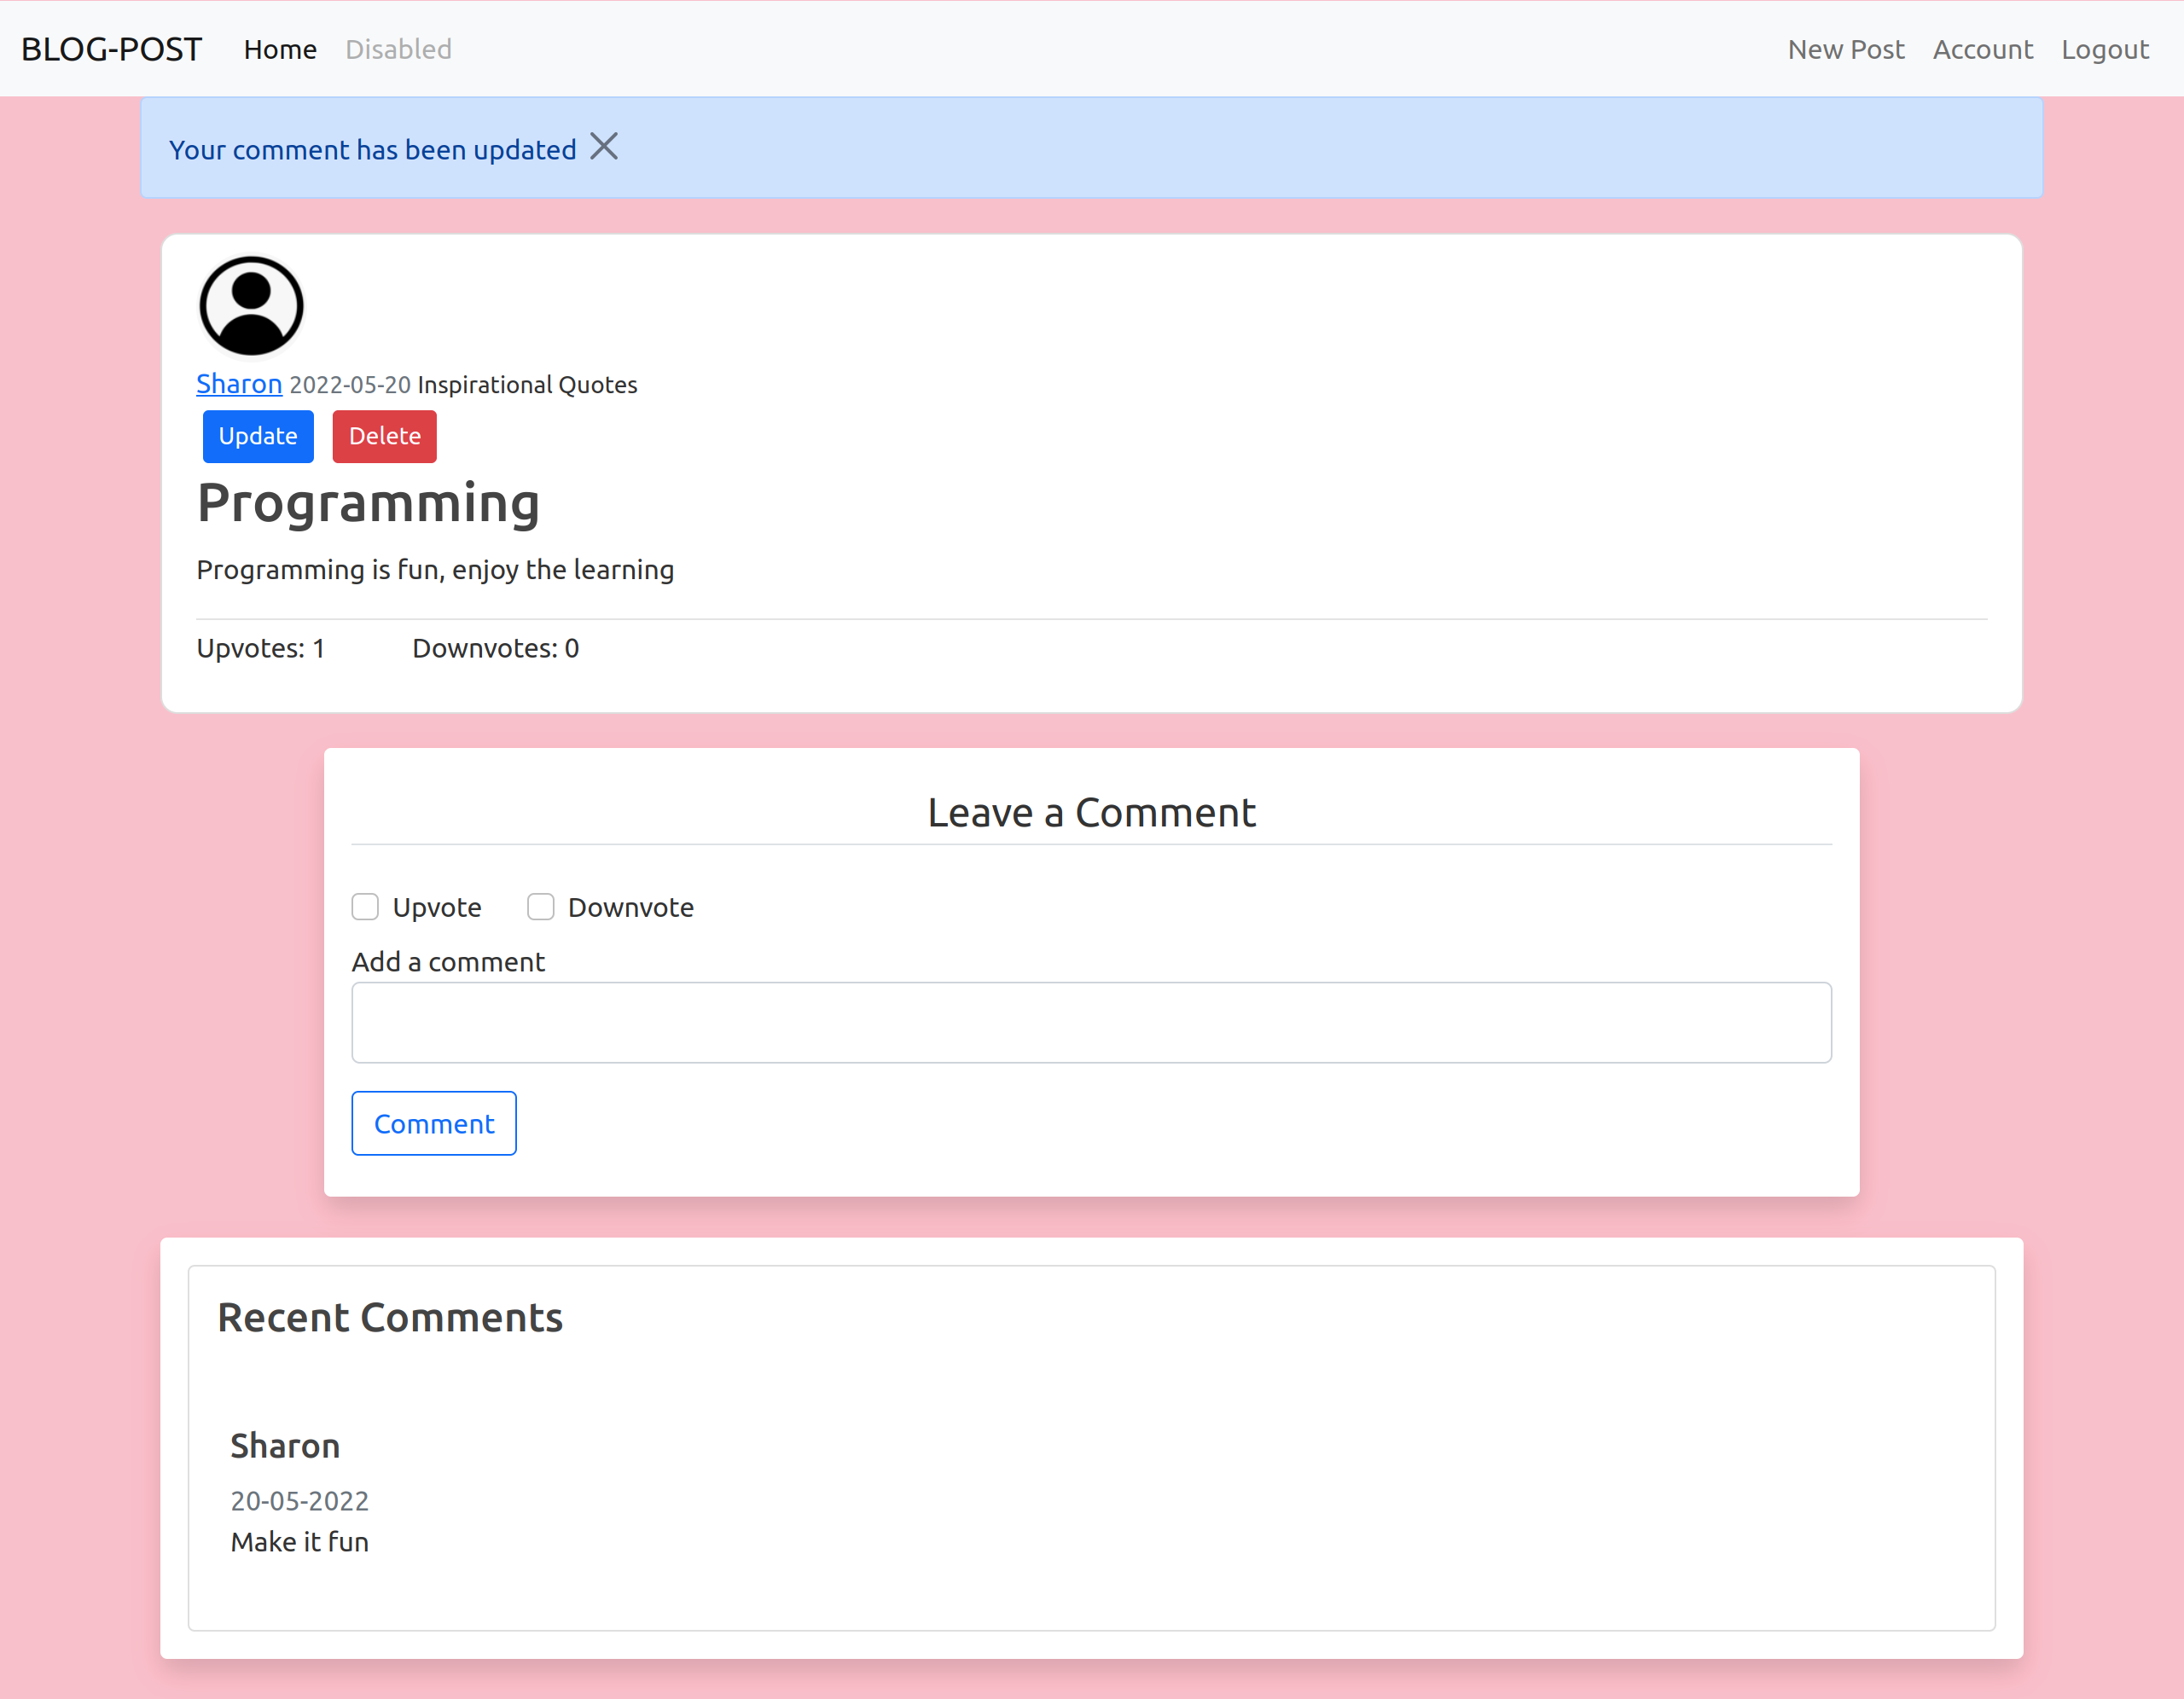 BLOG-POST Home Disabled New Post Account Logout
Your comment has been updated
Sharon 2022-05-20 Inspirational Quotes
Update Delete
Programming
Programming is fun, enjoy the learning
Upvotes: 1 Downvotes: 0
Leave a Comment
Upvote Downvote
Add a comment
Comment
Recent Comments
Sharon
20-05-2022
Make it fun